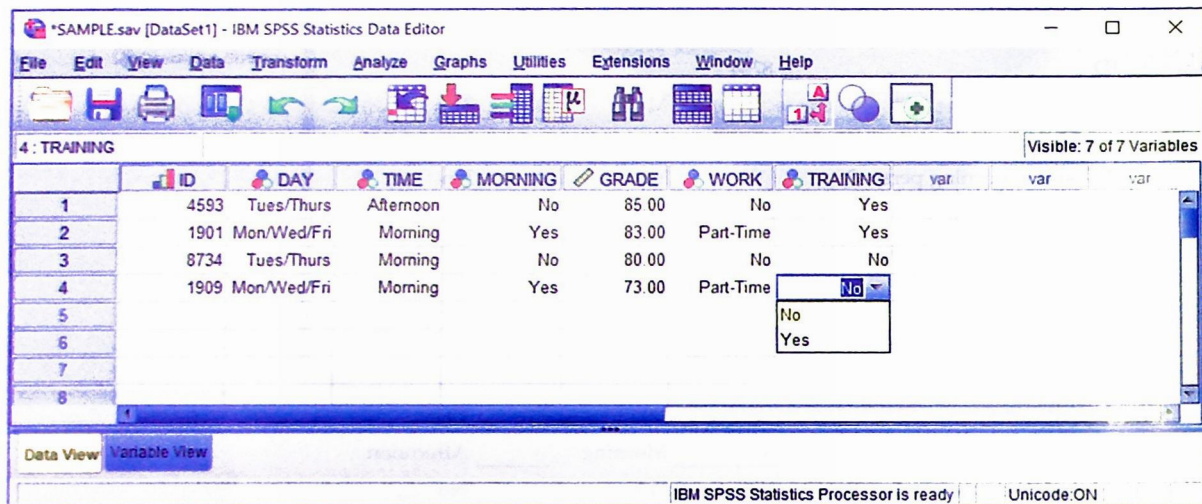 *SAMPLE.sav [DataSet1] - IBM SPSS Statistics Data Editor
File Edit View Data Transform Analyze Graphs Utilities Extensions Window Help
4 : TRAINING Visible: 7 of 7 Variables
ID DAY TIME MORNING GRADE WORK TRAINING var var var
1 4593 Tues/Thurs Afternoon No 85.00 No Yes
2 1901 Mon/Wed/Fri Morning Yes 83.00 Part-Time Yes
3 8734 Tues/Thurs Morning No 80.00 No No
4 1909 Mon/Wed/Fri Morning Yes 73.00 Part-Time No
5 No
6 Yes
7
8
Data View Variable View
IBM SPSS Statistics Processor is ready Unicode:ON